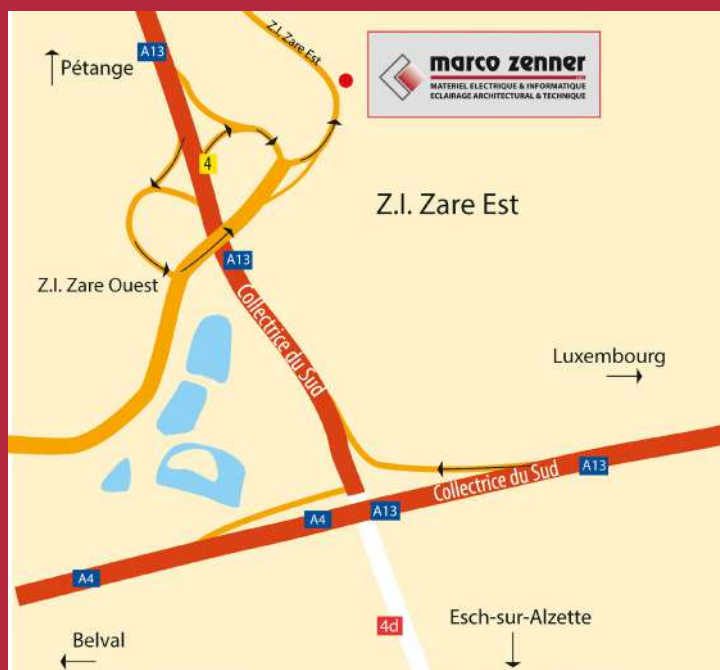 Z.I. Zare Est
A13
Pétange
marco zenner
MATERIEL ELECTRIQUE & INFORMATIQUE
ECLAIRAGE ARCHITECTURAL & TECHNIQUE
4
Z.I. Zare Est
A13
Z.I. Zare Ouest
Collectrice du Sud
Luxembourg
A13
Collectrice du Sud
A13
A4
A4
4d
Esch-sur-Alzette
Belval